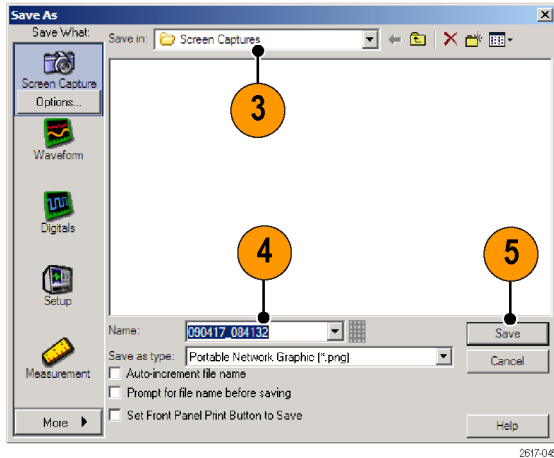 Save As
Save What:
Save in: Screen Captures
Screen Capture
Options...
3
Waveform
Digitals
4
5
Setup
Name: 090417_084132
Save
Save as type: Portable Network Graphic (*.png)
Cancel
Measurement
Auto-increment file name
Prompt for file name before saving
Set Front Panel Print Button to Save
More
Help